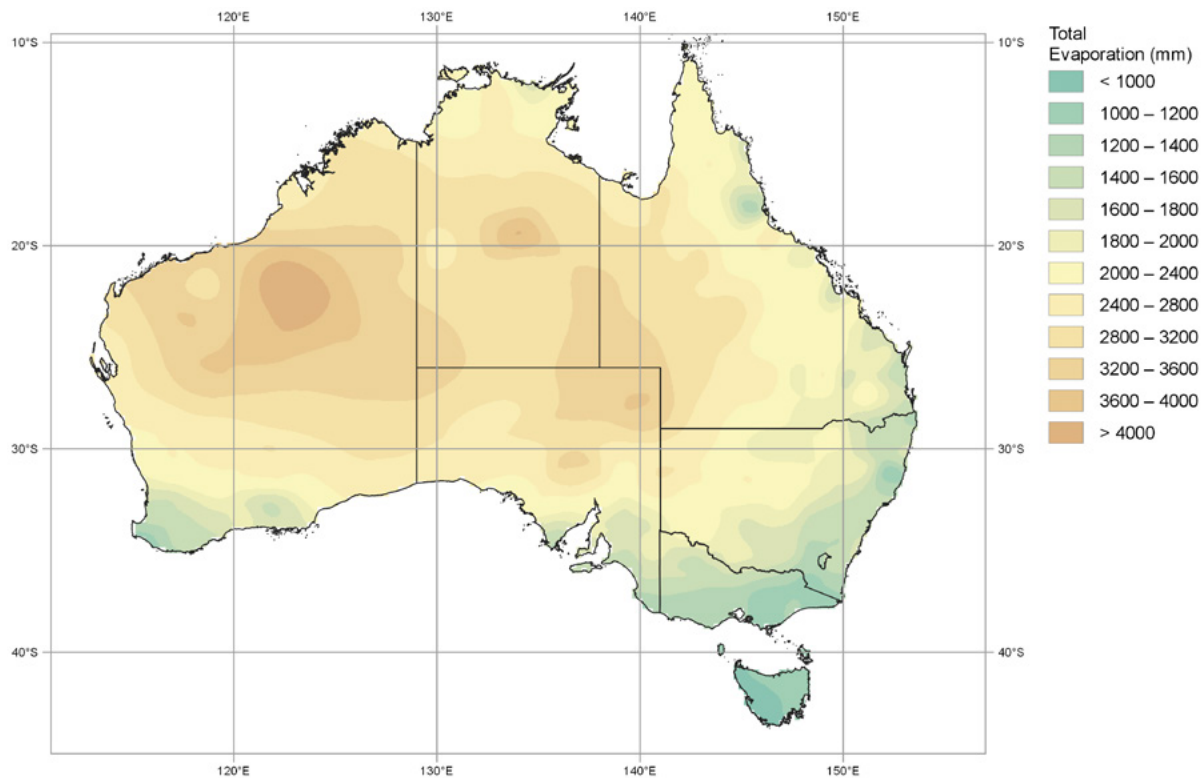 120°E 130°E 140°E 150°E
10°S 10°S
20°S 20°S
30°S 30°S
40°S 40°S
120°E 130°E 140°E 150°E
Total
Evaporation (mm)
< 1000
1000 – 1200
1200 – 1400
1400 – 1600
1600 – 1800
1800 – 2000
2000 – 2400
2400 – 2800
2800 – 3200
3200 – 3600
3600 – 4000
> 4000